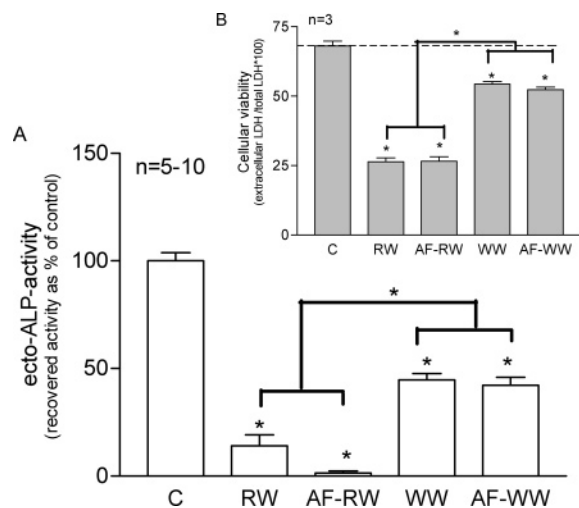 B
n=3
Cellular viability
(extracellular LDH /total LDH*100)
75
50
25
0
*
*
*
*
*
C RW AF-RW WW AF-WW
A
n=5-10
ecto-ALP-activity
(recovered activity as % of control)
150
100
50
0
*
*
*
*
*
C RW AF-RW WW AF-WW